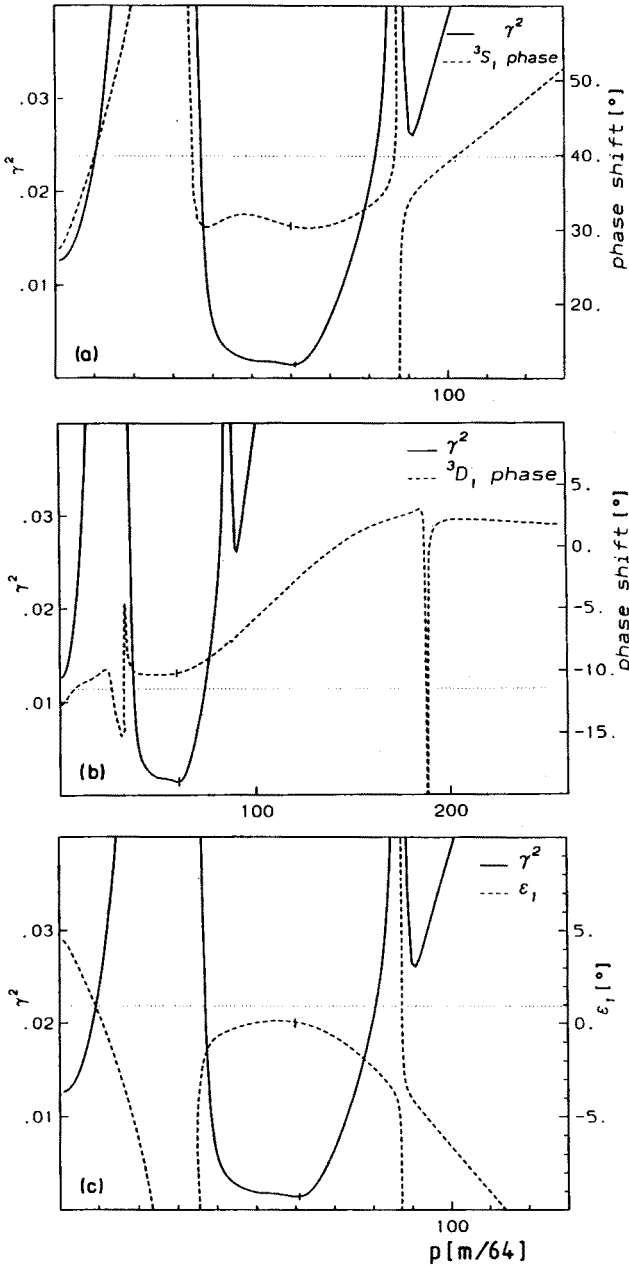 γ²
³S₁ phase
.03
.02
.01
γ²
50.
40.
30.
20.
phase shift [°]
(a)
100
γ²
³D₁ phase
.03
.02
.01
γ²
5.
0.
-5.
-10.
-15.
phase shift [°]
(b)
100
200
γ²
ε₁
.03
.02
.01
γ²
5.
0.
-5.
ε₁ [°]
(c)
100
p [m/64]